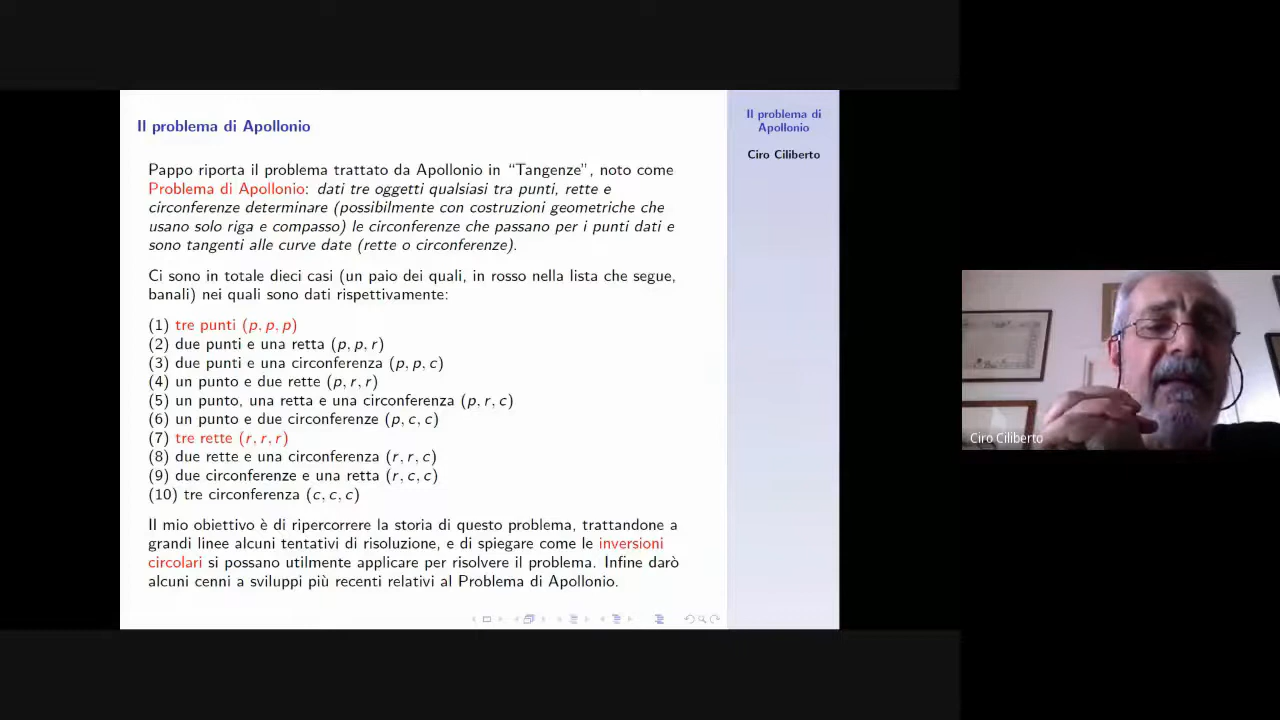 Il problema di Apollonio
Pappo riporta il problema trattato da Apollonio in “Tangenze”, noto come
Problema di Apollonio: dati tre oggetti qualsiasi tra punti, rette e
circonferenze determinare (possibilmente con costruzioni geometriche che
usano solo riga e compasso) le circonferenze che passano per i punti dati e
sono tangenti alle curve date (rette o circonferenze).
Ci sono in totale dieci casi (un paio dei quali, in rosso nella lista che segue,
banali) nei quali sono dati rispettivamente:
(1) tre punti (p, p, p)
(2) due punti e una retta (p, p, r)
(3) due punti e una circonferenza (p, p, c)
(4) un punto e due rette (p, r, r)
(5) un punto, una retta e una circonferenza (p, r, c)
(6) un punto e due circonferenze (p, c, c)
(7) tre rette (r, r, r)
(8) due rette e una circonferenza (r, r, c)
(9) due circonferenze e una retta (r, c, c)
(10) tre circonferenza (c, c, c)
Il mio obiettivo è di ripercorrere la storia di questo problema, trattandone a
grandi linee alcuni tentativi di risoluzione, e di spiegare come le inversioni
circolari si possano utilmente applicare per risolvere il problema. Infine darò
alcuni cenni a sviluppi più recenti relativi al Problema di Apollonio.
Il problema di
Apollonio
Ciro Ciliberto
Ciro Ciliberto